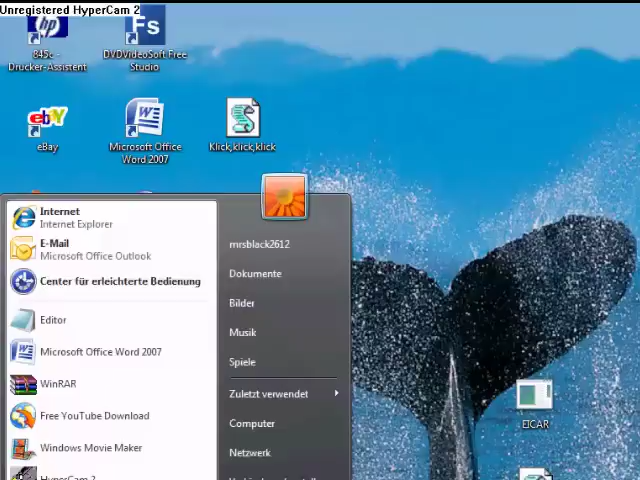 Unregistered HyperCam 2
845c -
Drucker-Assistent
DVDVideoSoft Free
Studio
eBay
Microsoft Office
Word 2007
Klick,klick,klick
Internet
Internet Explorer
E-Mail
Microsoft Office Outlook
Center für erleichterte Bedienung
Editor
Microsoft Office Word 2007
WinRAR
Free YouTube Download
Windows Movie Maker
HyperCam 2
mrsblack2612
Dokumente
Bilder
Musik
Spiele
Zuletzt verwendet
Computer
Netzwerk
EICAR